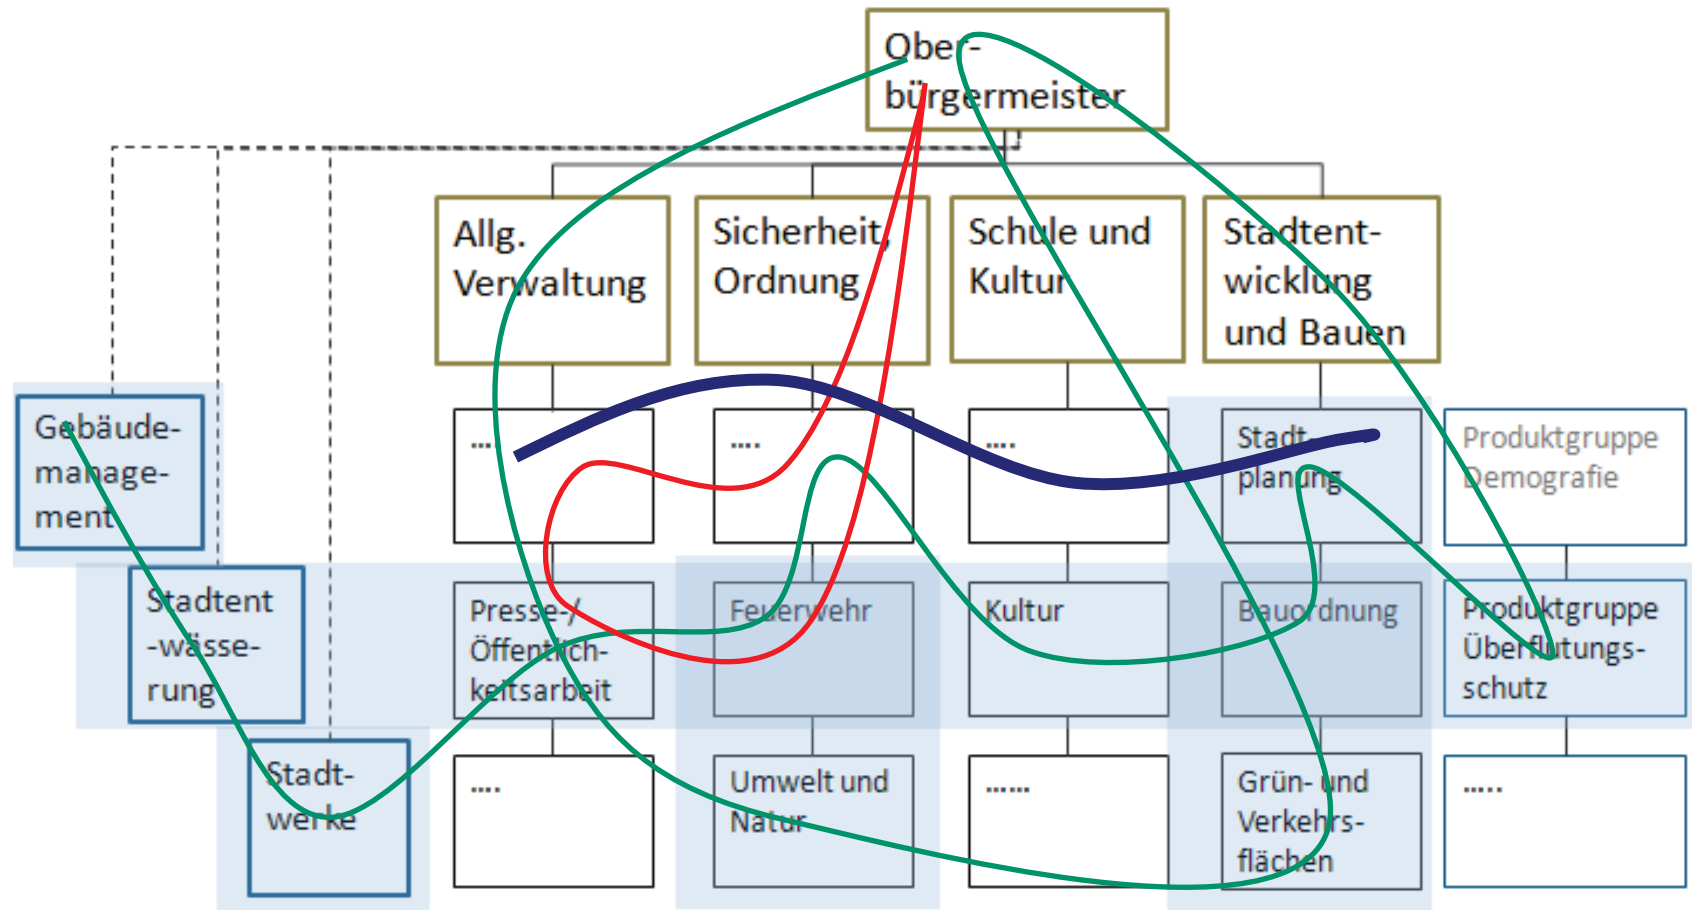 Ober-
bürgermeister
Allg.
Verwaltung
Sicherheit,
Ordnung
Schule und
Kultur
Stadtent-
wicklung
und Bauen
Gebäude-
manage-
ment
....
....
....
Stadt-
planung
Produktgruppe
Demografie
Stadtent
-wässe-
rung
Presse-/
Öffentlich-
keitsarbeit
Feuerwehr
Kultur
Bauordnung
Produktgruppe
Überflutungs-
schutz
Stadt-
werke
....
Umwelt und
Natur
......
Grün- und
Verkehrs-
flächen
.....